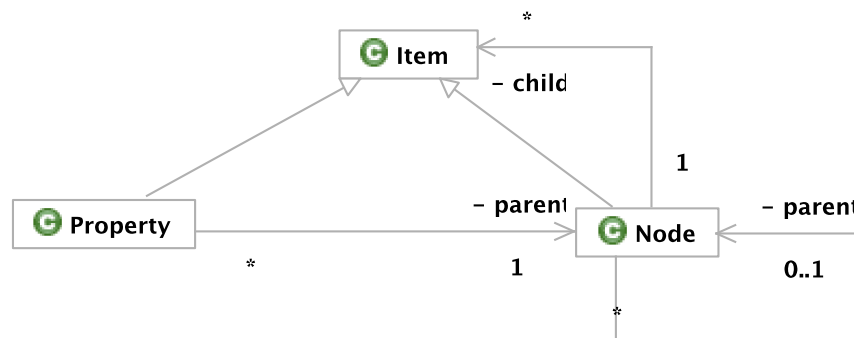 *
C Item
- child
1
- parent
- parent
C Property
C Node
*
1
0..1
*